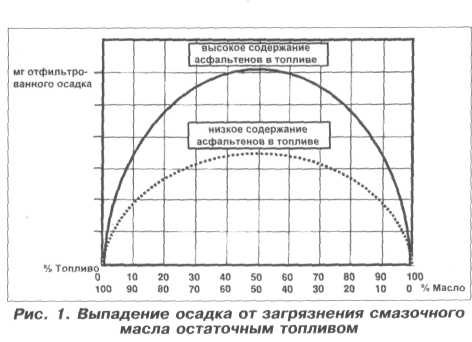 высокое содержание
асфальтенов в топливе
мг отфильтро-
ванного осадка
низкое содержание
асфальтенов в топливе
% Топливо
0 10 20 30 40 50 60 70 80 90 100
100 90 80 70 60 50 40 30 20 10 0 % Масло
Рис. 1. Выпадение осадка от загрязнения смазочного
масла остаточным топливом